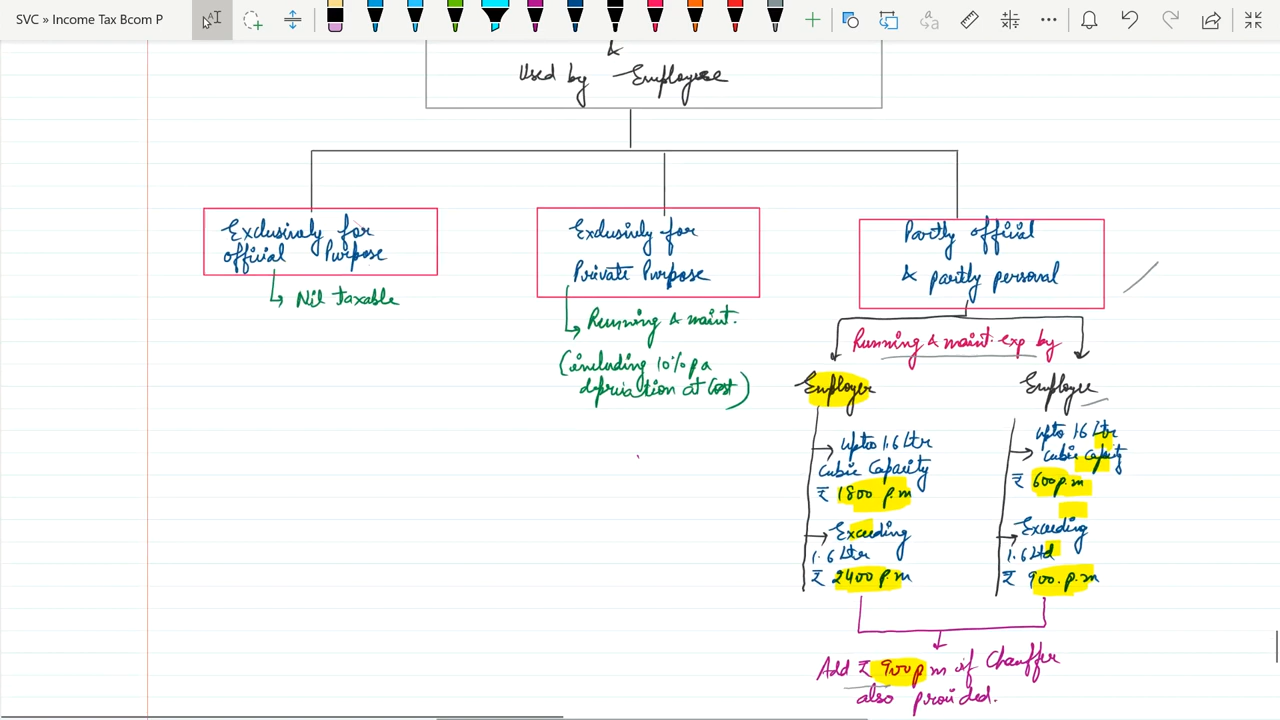 SVC » Income Tax Bcom P
&
Used by Employee
Exclusively for
official Purpose
Nil taxable
Exclusively for
Private Purpose
Running & maint.
(including 10% p a
depriation at Cost)
Partly official
& partly personal
Running & maint. exp by
Employer
upto 1.6 Ltr
Cubic Capacity
₹ 1800 p.m
Exceeding
1.6 Ltr
₹ 2400 p.m
Employee
upto 1.6 Ltr
Cubic Capacity
₹ 600 p.m
Exceeding
1.6 Ltd
₹ 900. p.m
Add ₹ 900 p m if Chauffer
also provided.